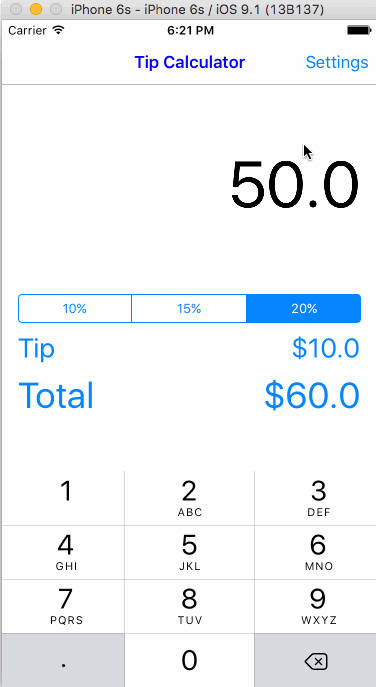 iPhone 6s - iPhone 6s / iOS 9.1 (13B137)
Carrier 6:21 PM
Tip Calculator Settings
50.0
10% 15% 20%
Tip $10.0
Total $60.0
1 2 3
ABC DEF
4 5 6
GHI JKL MNO
7 8 9
PQRS TUV WXYZ
. 0